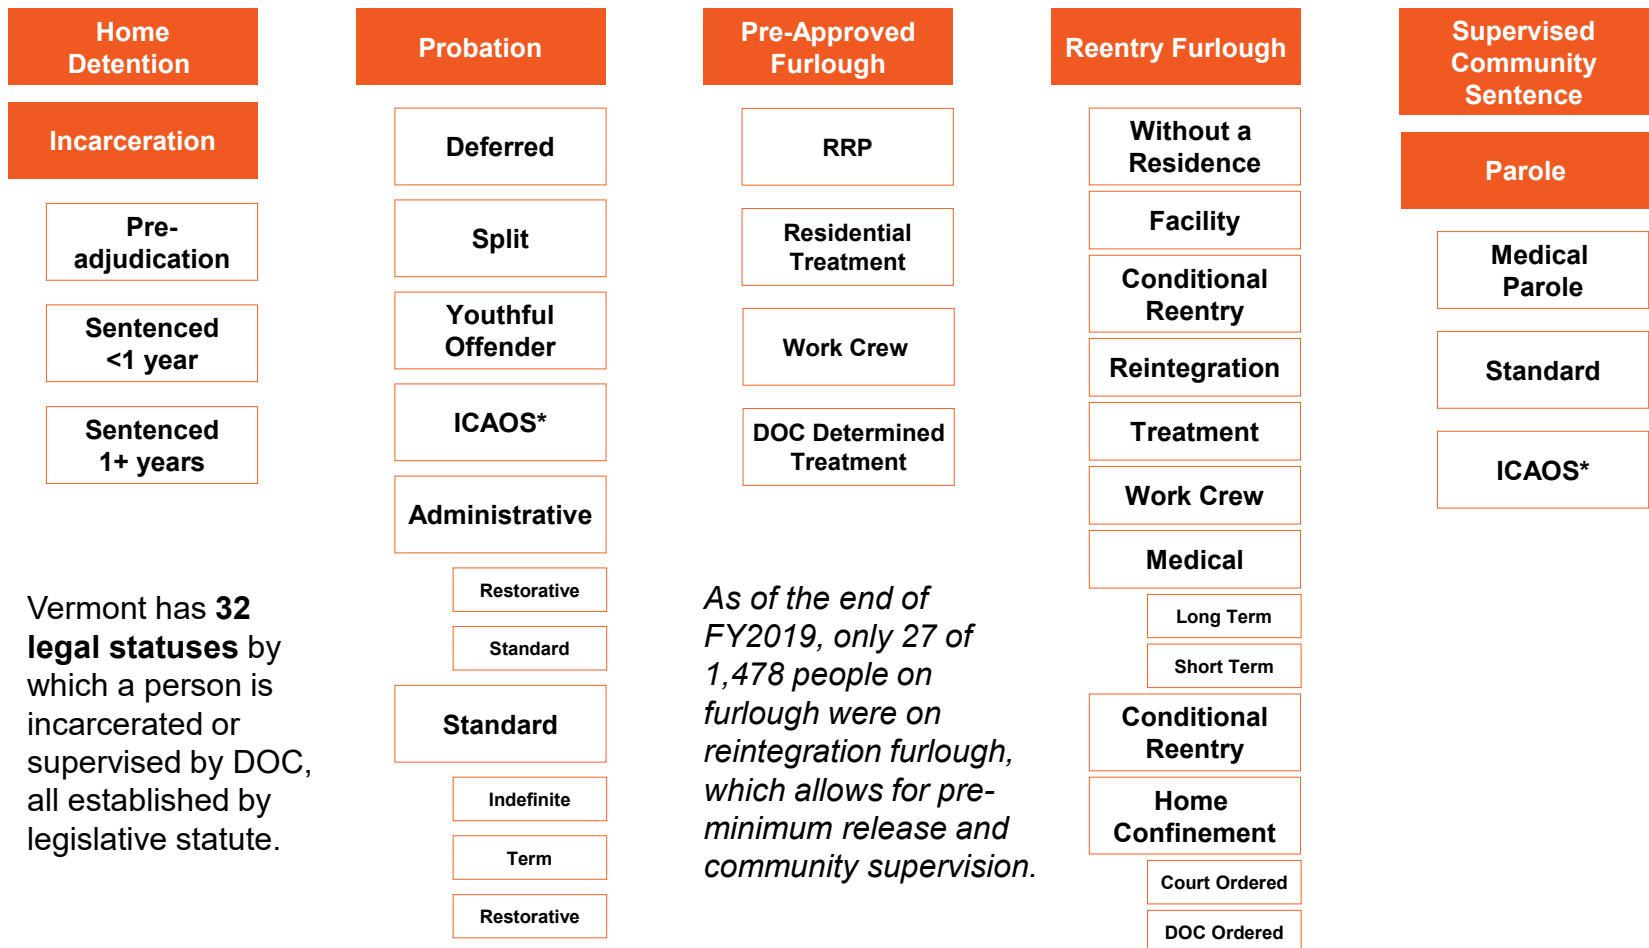 Home
Detention
Incarceration
Pre-
adjudication
Sentenced
<1 year
Sentenced
1+ years
Vermont has 32
legal statuses by
which a person is
incarcerated or
supervised by DOC,
all established by
legislative statute.
Probation
Deferred
Split
Youthful
Offender
ICAOS*
Administrative
Restorative
Standard
Standard
Indefinite
Term
Restorative
Pre-Approved
Furlough
RRP
Residential
Treatment
Work Crew
DOC Determined
Treatment
As of the end of
FY2019, only 27 of
1,478 people on
furlough were on
reintegration furlough,
which allows for pre-
minimum release and
community supervision.
Reentry Furlough
Without a
Residence
Facility
Conditional
Reentry
Reintegration
Treatment
Work Crew
Medical
Long Term
Short Term
Conditional
Reentry
Home
Confinement
Court Ordered
DOC Ordered
Supervised
Community
Sentence
Parole
Medical
Parole
Standard
ICAOS*